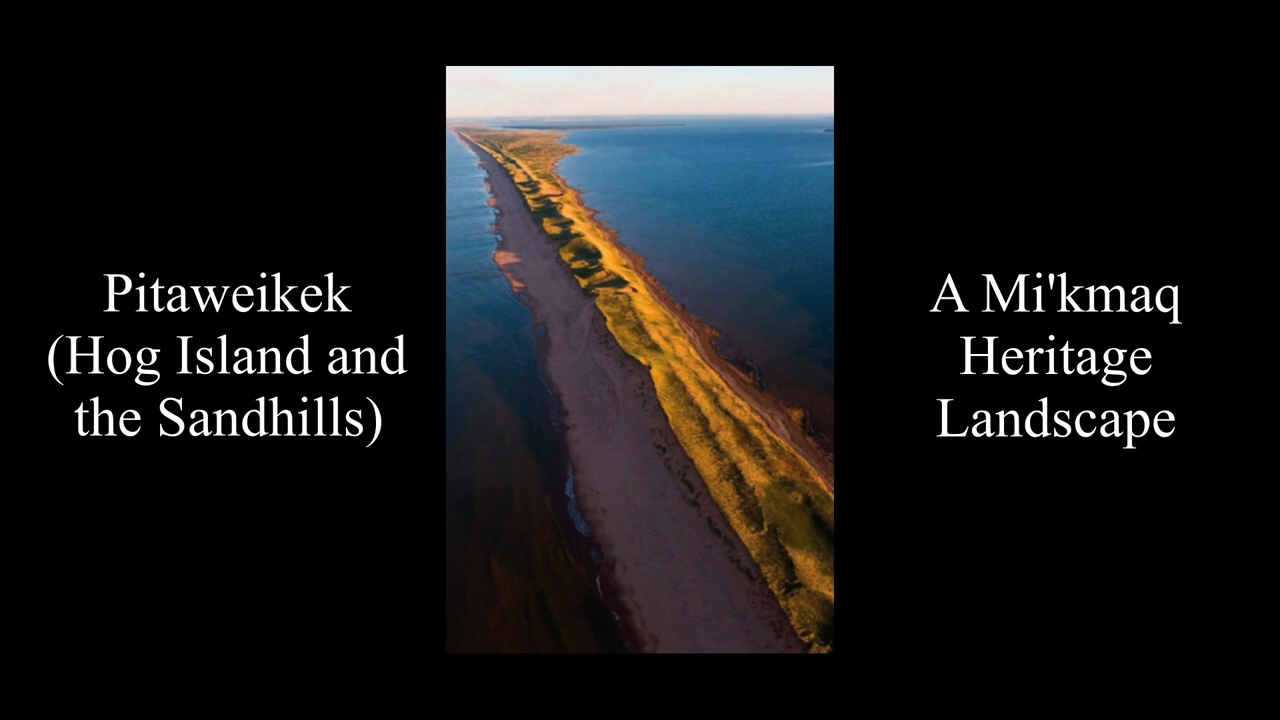 Pitaweikek
(Hog Island and
the Sandhills)
A Mi'kmaq
Heritage
Landscape